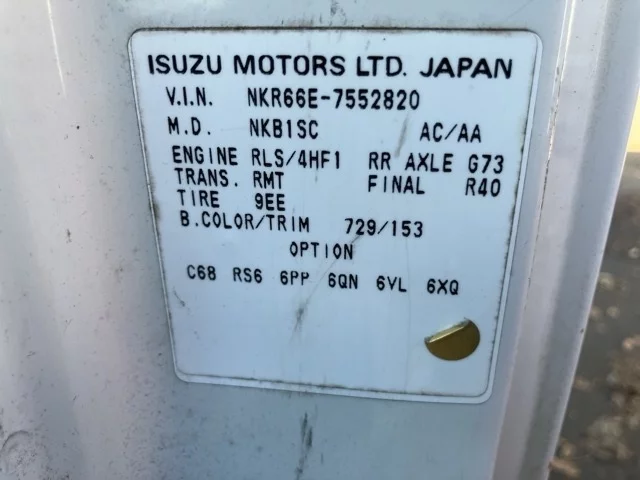 ISUZU MOTORS LTD. JAPAN
V.I.N. NKR66E-7552820
M.D. NKB1SC AC/AA
ENGINE RLS/4HF1 RR AXLE G73
TRANS. RMT FINAL R40
TIRE 9EE
B.COLOR/TRIM 729/153
OPTION
C68 RS6 6PP 6QN 6VL 6XQ